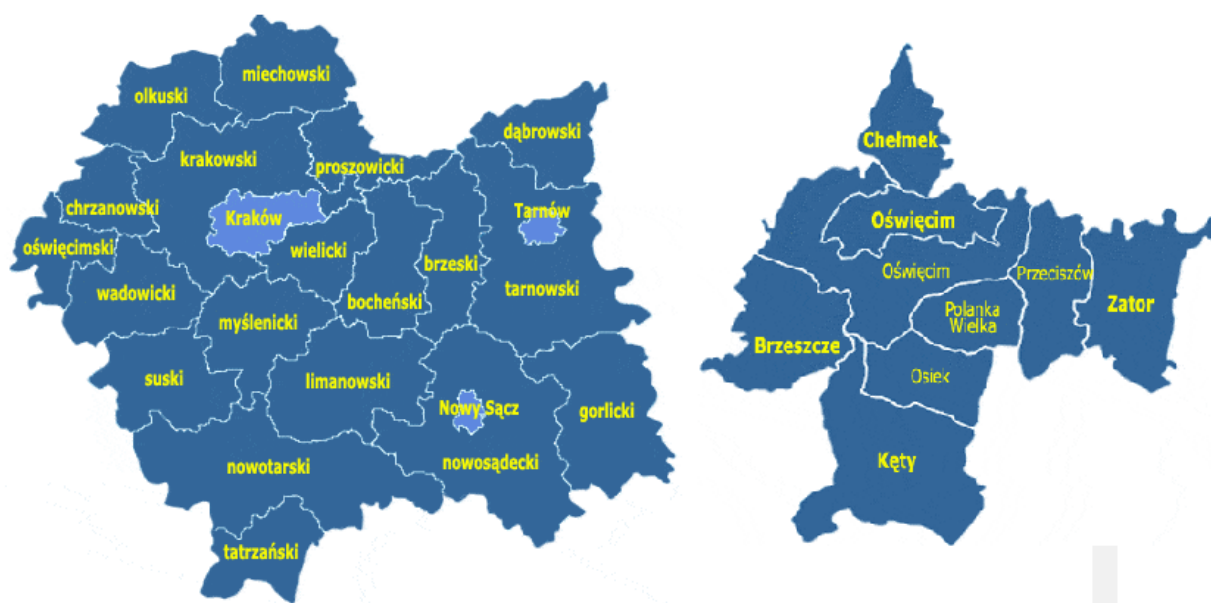 miechowski
olkuski
dąbrowski
krakowski
proszowicki
chrzanowski
Kraków
Tarnów
oświęcimski
wielicki
brzeski
wadowicki
bocheński
tarnowski
myślenicki
suski
limanowski
Nowy Sącz
gorlicki
nowotarski
nowosądecki
tatrzański
Chełmek
Oświęcim
Oświęcim
Przeciszów
Zator
Polanka
Wielka
Brzeszcze
Osiek
Kęty